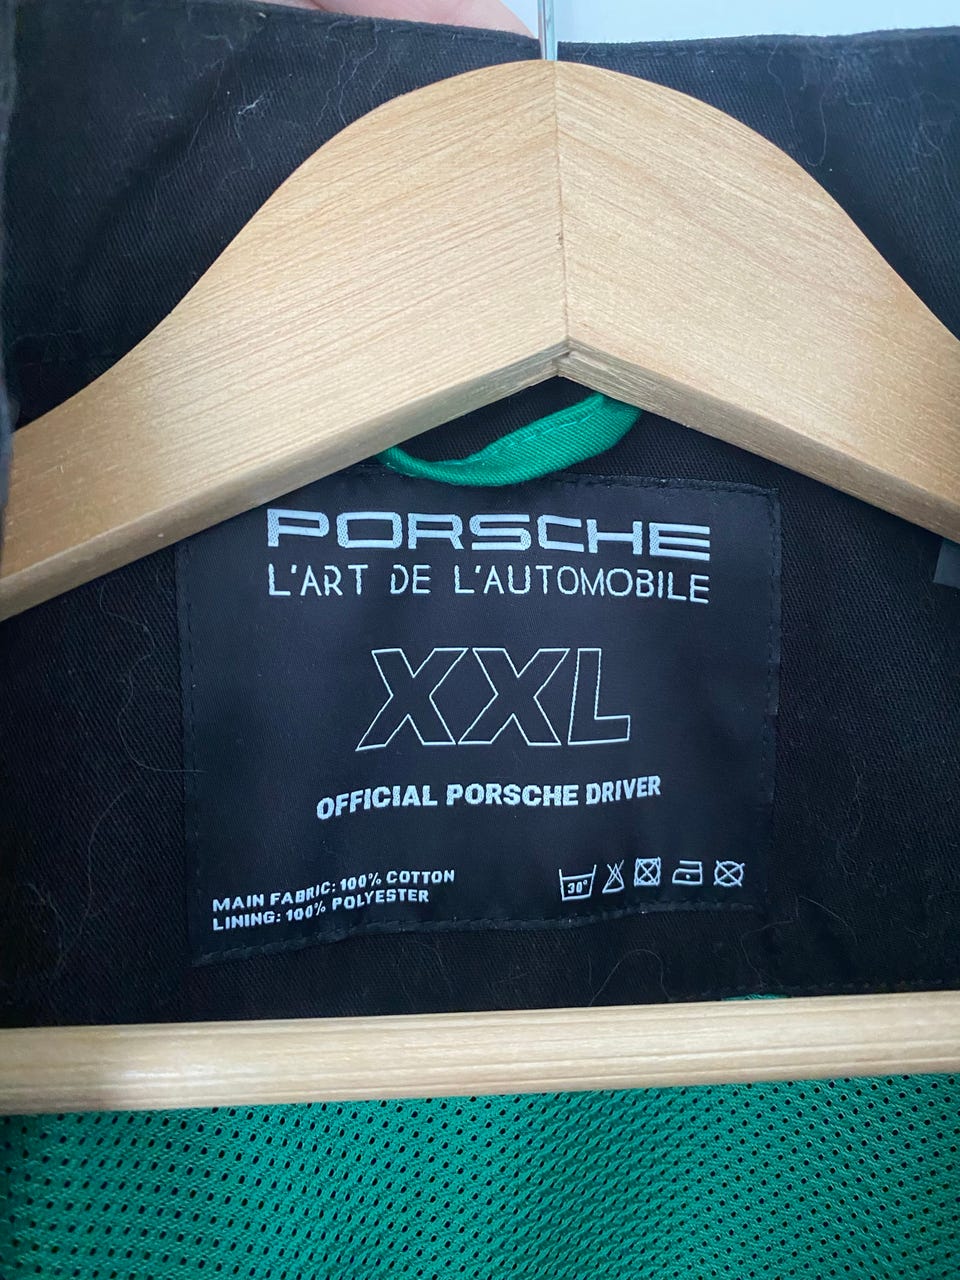 PORSCHE
L'ART DE L'AUTOMOBILE
XXL
OFFICIAL PORSCHE DRIVER
MAIN FABRIC: 100% COTTON
LINING: 100% POLYESTER
30°